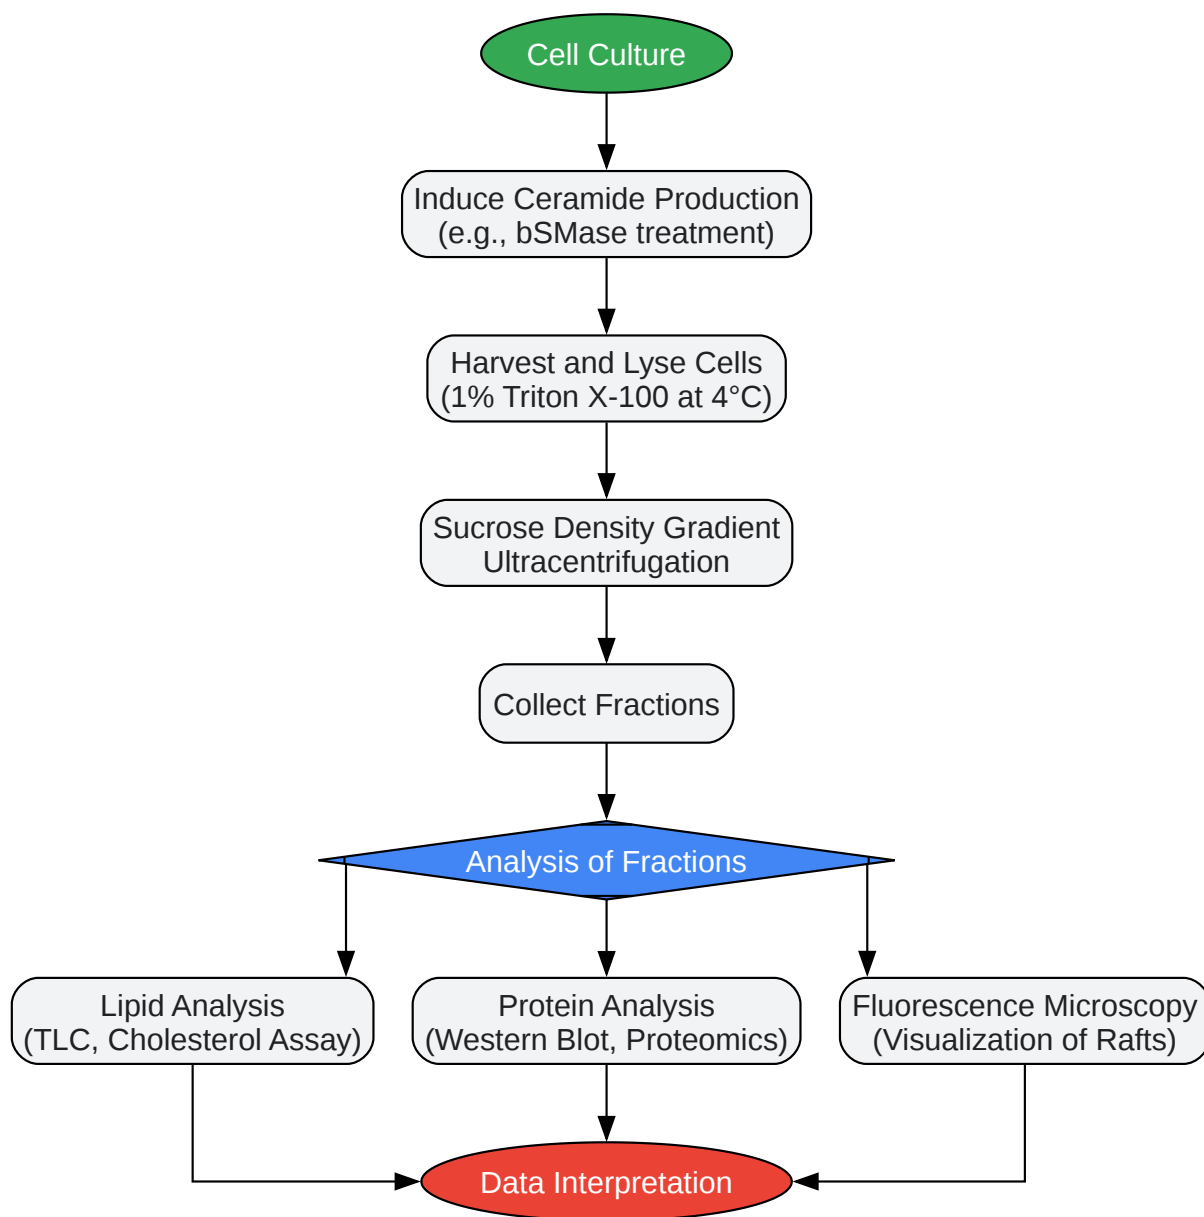 Cell Culture
Induce Ceramide Production
(e.g., bSMase treatment)
Harvest and Lyse Cells
(1% Triton X-100 at 4°C)
Sucrose Density Gradient
Ultracentrifugation
Collect Fractions
Analysis of Fractions
Lipid Analysis
(TLC, Cholesterol Assay)
Protein Analysis
(Western Blot, Proteomics)
Fluorescence Microscopy
(Visualization of Rafts)
Data Interpretation